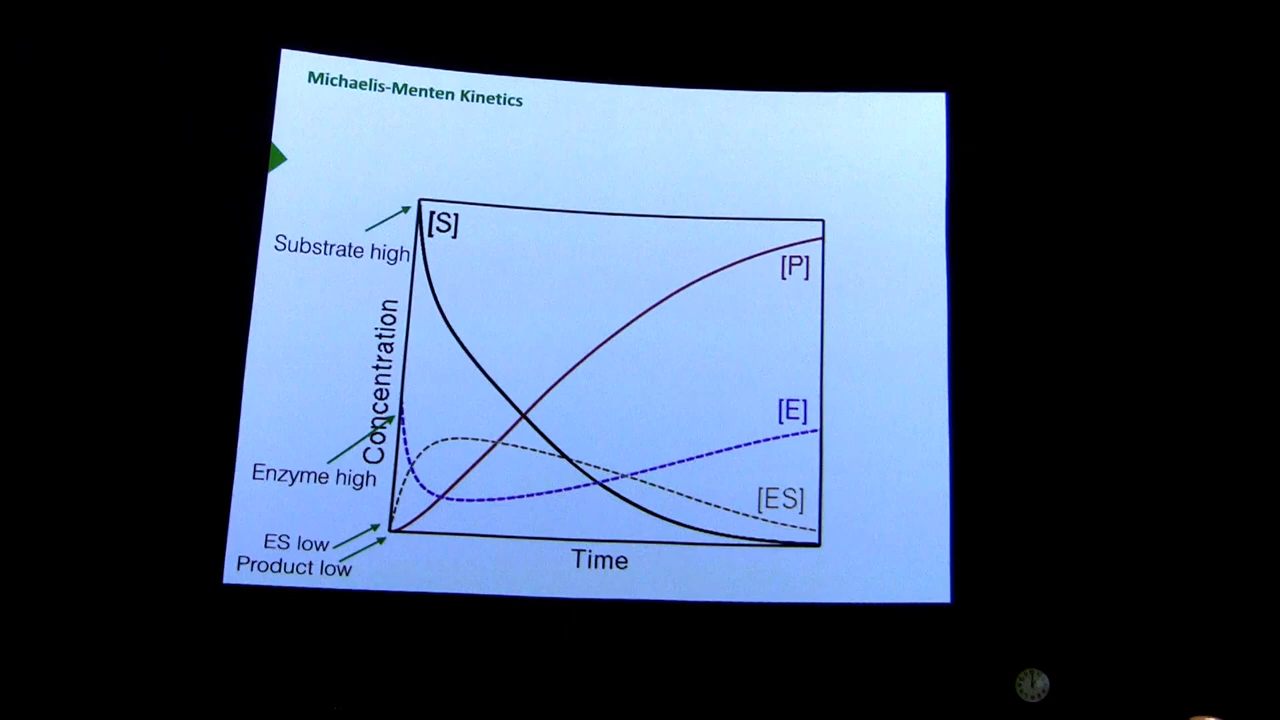 Michaelis-Menten Kinetics
[S]
Substrate high
[P]
Concentration
[E]
Enzyme high
[ES]
ES low
Product low
Time